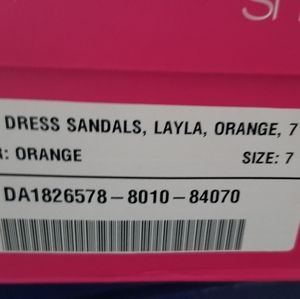 DRESS SANDALS, LAYLA, ORANGE, 7
: ORANGE SIZE: 7
DA1826578-8010-84070